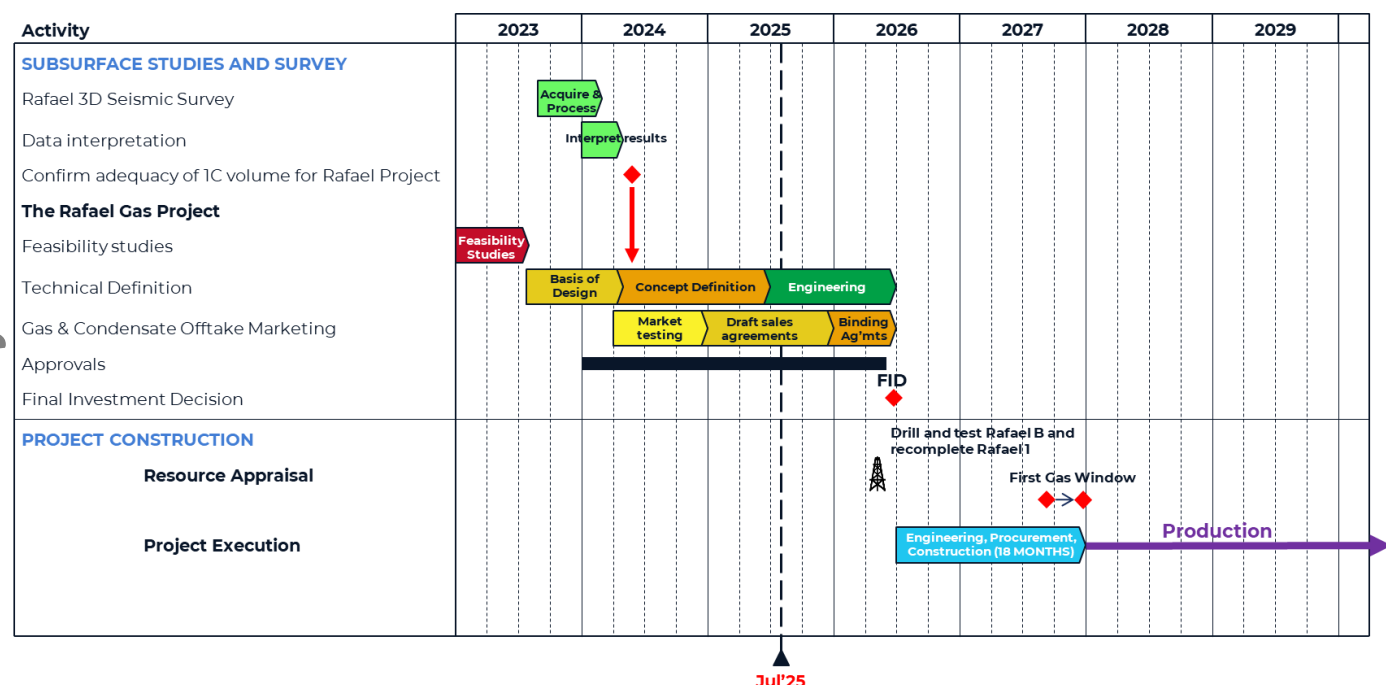 Activity 2023 2024 2025 2026 2027 2028 2029
SUBSURFACE STUDIES AND SURVEY
Rafael 3D Seismic Survey
Acquire &
Process
Data interpretation
Interpret results
Confirm adequacy of 1C volume for Rafael Project
The Rafael Gas Project
Feasibility studies
Feasibility
Studies
Technical Definition
Basis of
Design
Concept Definition
Engineering
Gas & Condensate Offtake Marketing
Market
testing
Draft sales
agreements
Binding
Ag'mts
Approvals
FID
Final Investment Decision
PROJECT CONSTRUCTION
Drill and test Rafael B and
recomplete Rafael 1
Resource Appraisal
First Gas Window
Project Execution
Engineering, Procurement,
Construction (18 MONTHS)
Production
Jul'25